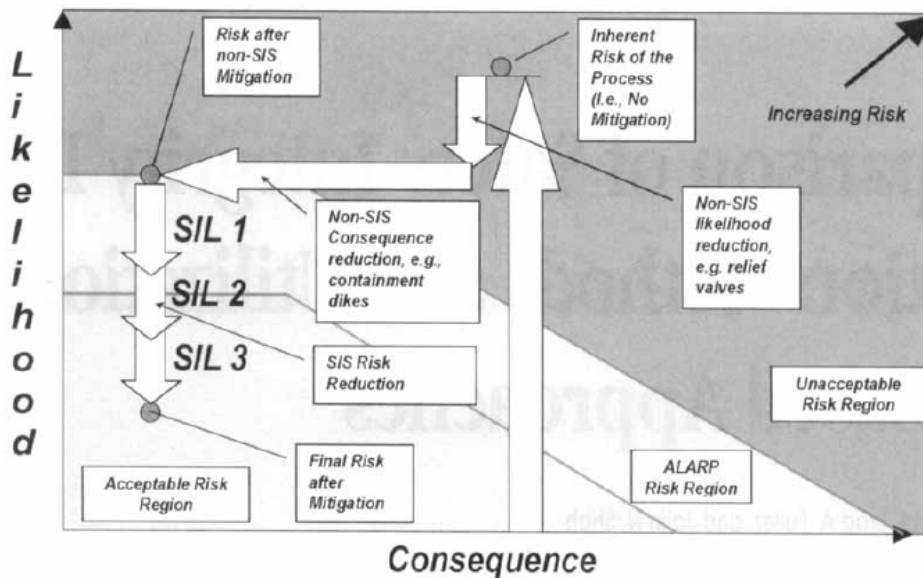 Likelihood
Risk after
non-SIS
Mitigation
Inherent
Risk of the
Process
(I.e., No
Mitigation)
Increasing Risk
Non-SIS
Consequence
reduction, e.g.,
containment
dikes
Non-SIS
likelihood
reduction,
e.g. relief
valves
SIL 1
SIL 2
SIL 3
SIS Risk
Reduction
Unacceptable
Risk Region
Acceptable Risk
Region
Final Risk
after
Mitigation
ALARP
Risk Region
Consequence